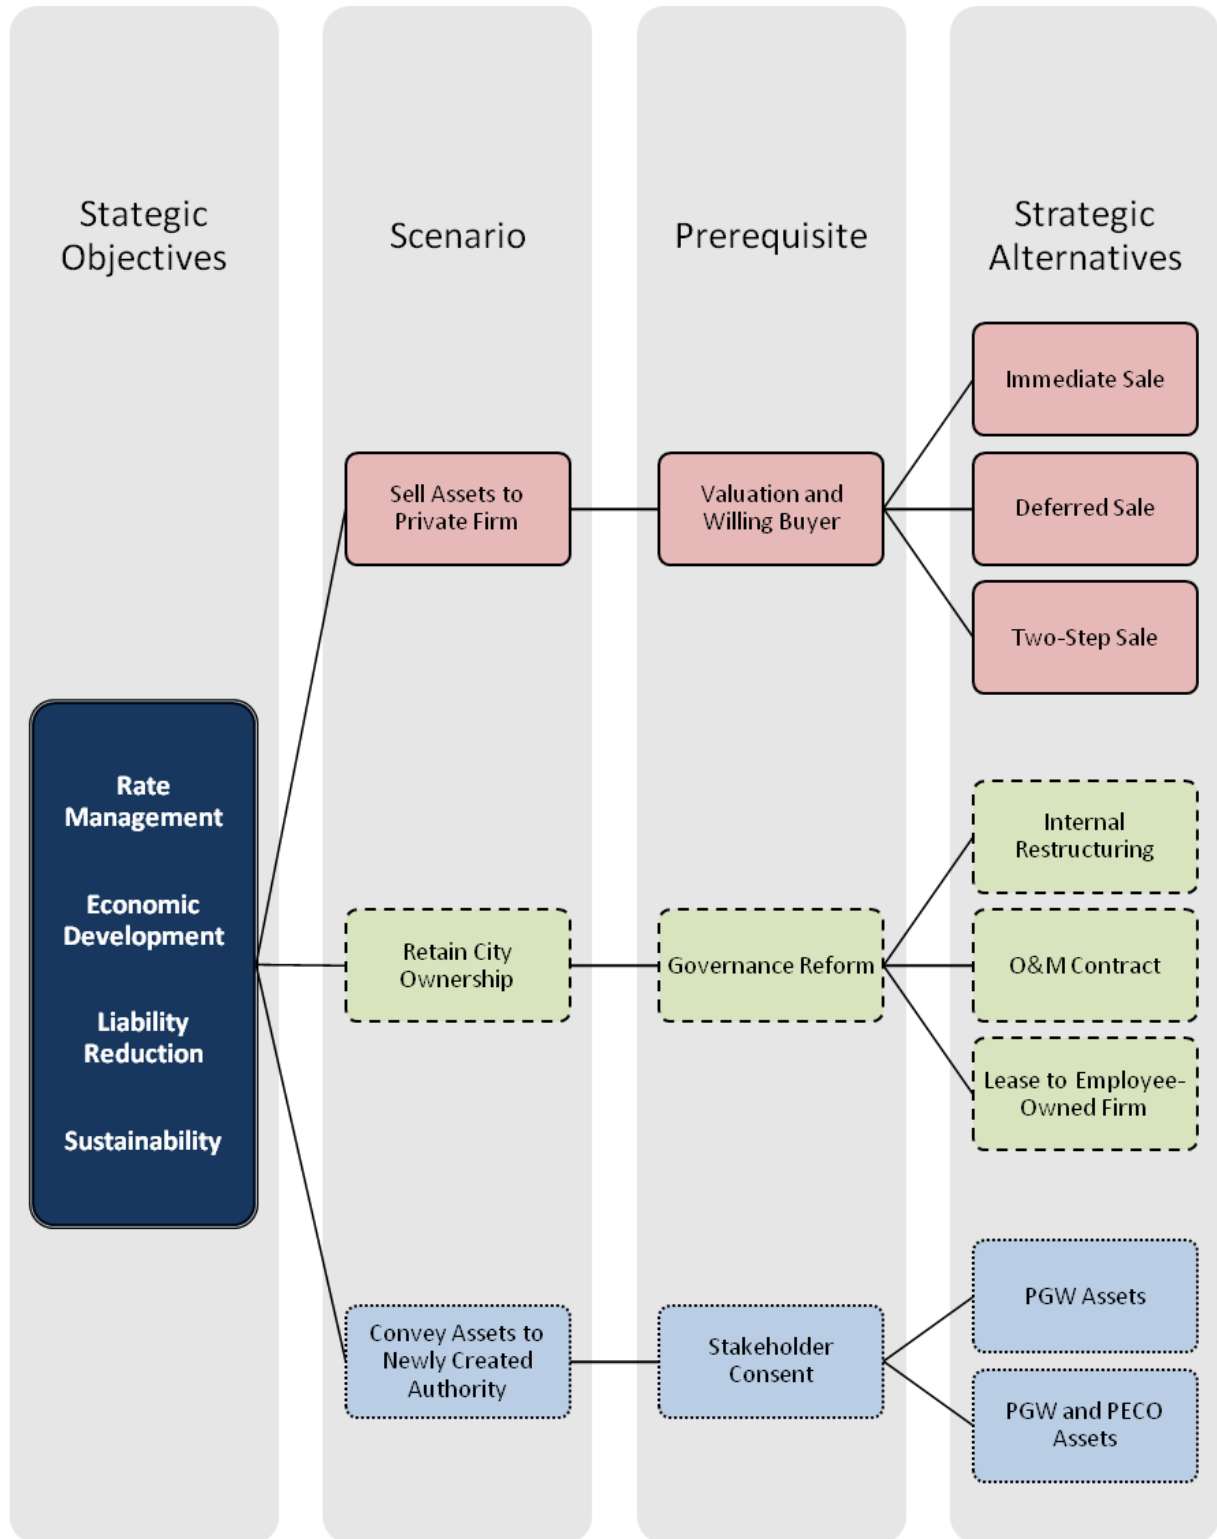 Stategic
Objectives
Scenario
Prerequisite
Strategic
Alternatives
Rate
Management
Economic
Development
Liability
Reduction
Sustainability
Sell Assets to
Private Firm
Valuation and
Willing Buyer
Immediate Sale
Deferred Sale
Two-Step Sale
Retain City
Ownership
Governance Reform
Internal
Restructuring
O&M Contract
Lease to Employee-
Owned Firm
Convey Assets to
Newly Created
Authority
Stakeholder
Consent
PGW Assets
PGW and PECO
Assets